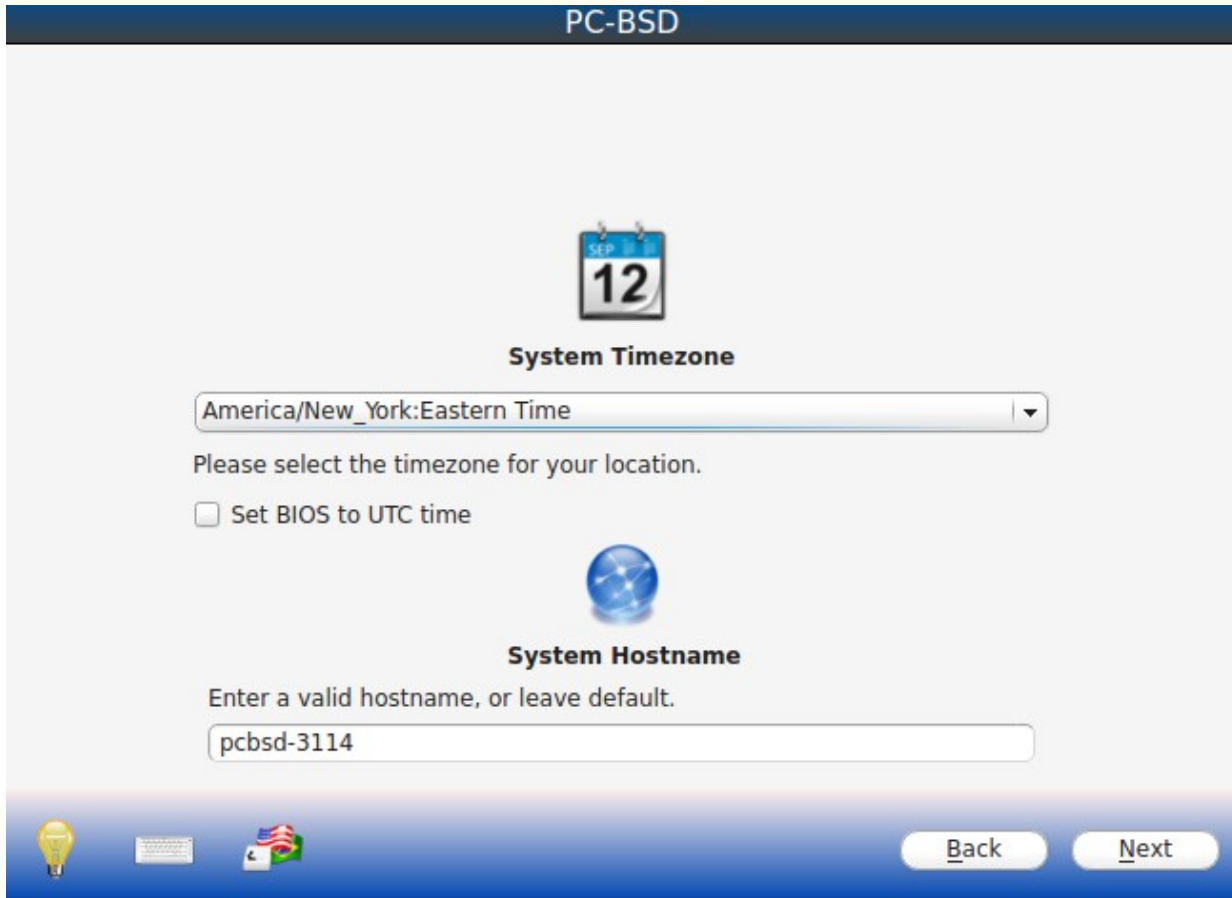 PC-BSD
SEP
12
System Timezone
America/New_York:Eastern Time
Please select the timezone for your location.
Set BIOS to UTC time
System Hostname
Enter a valid hostname, or leave default.
pcbsd-3114
Back Next